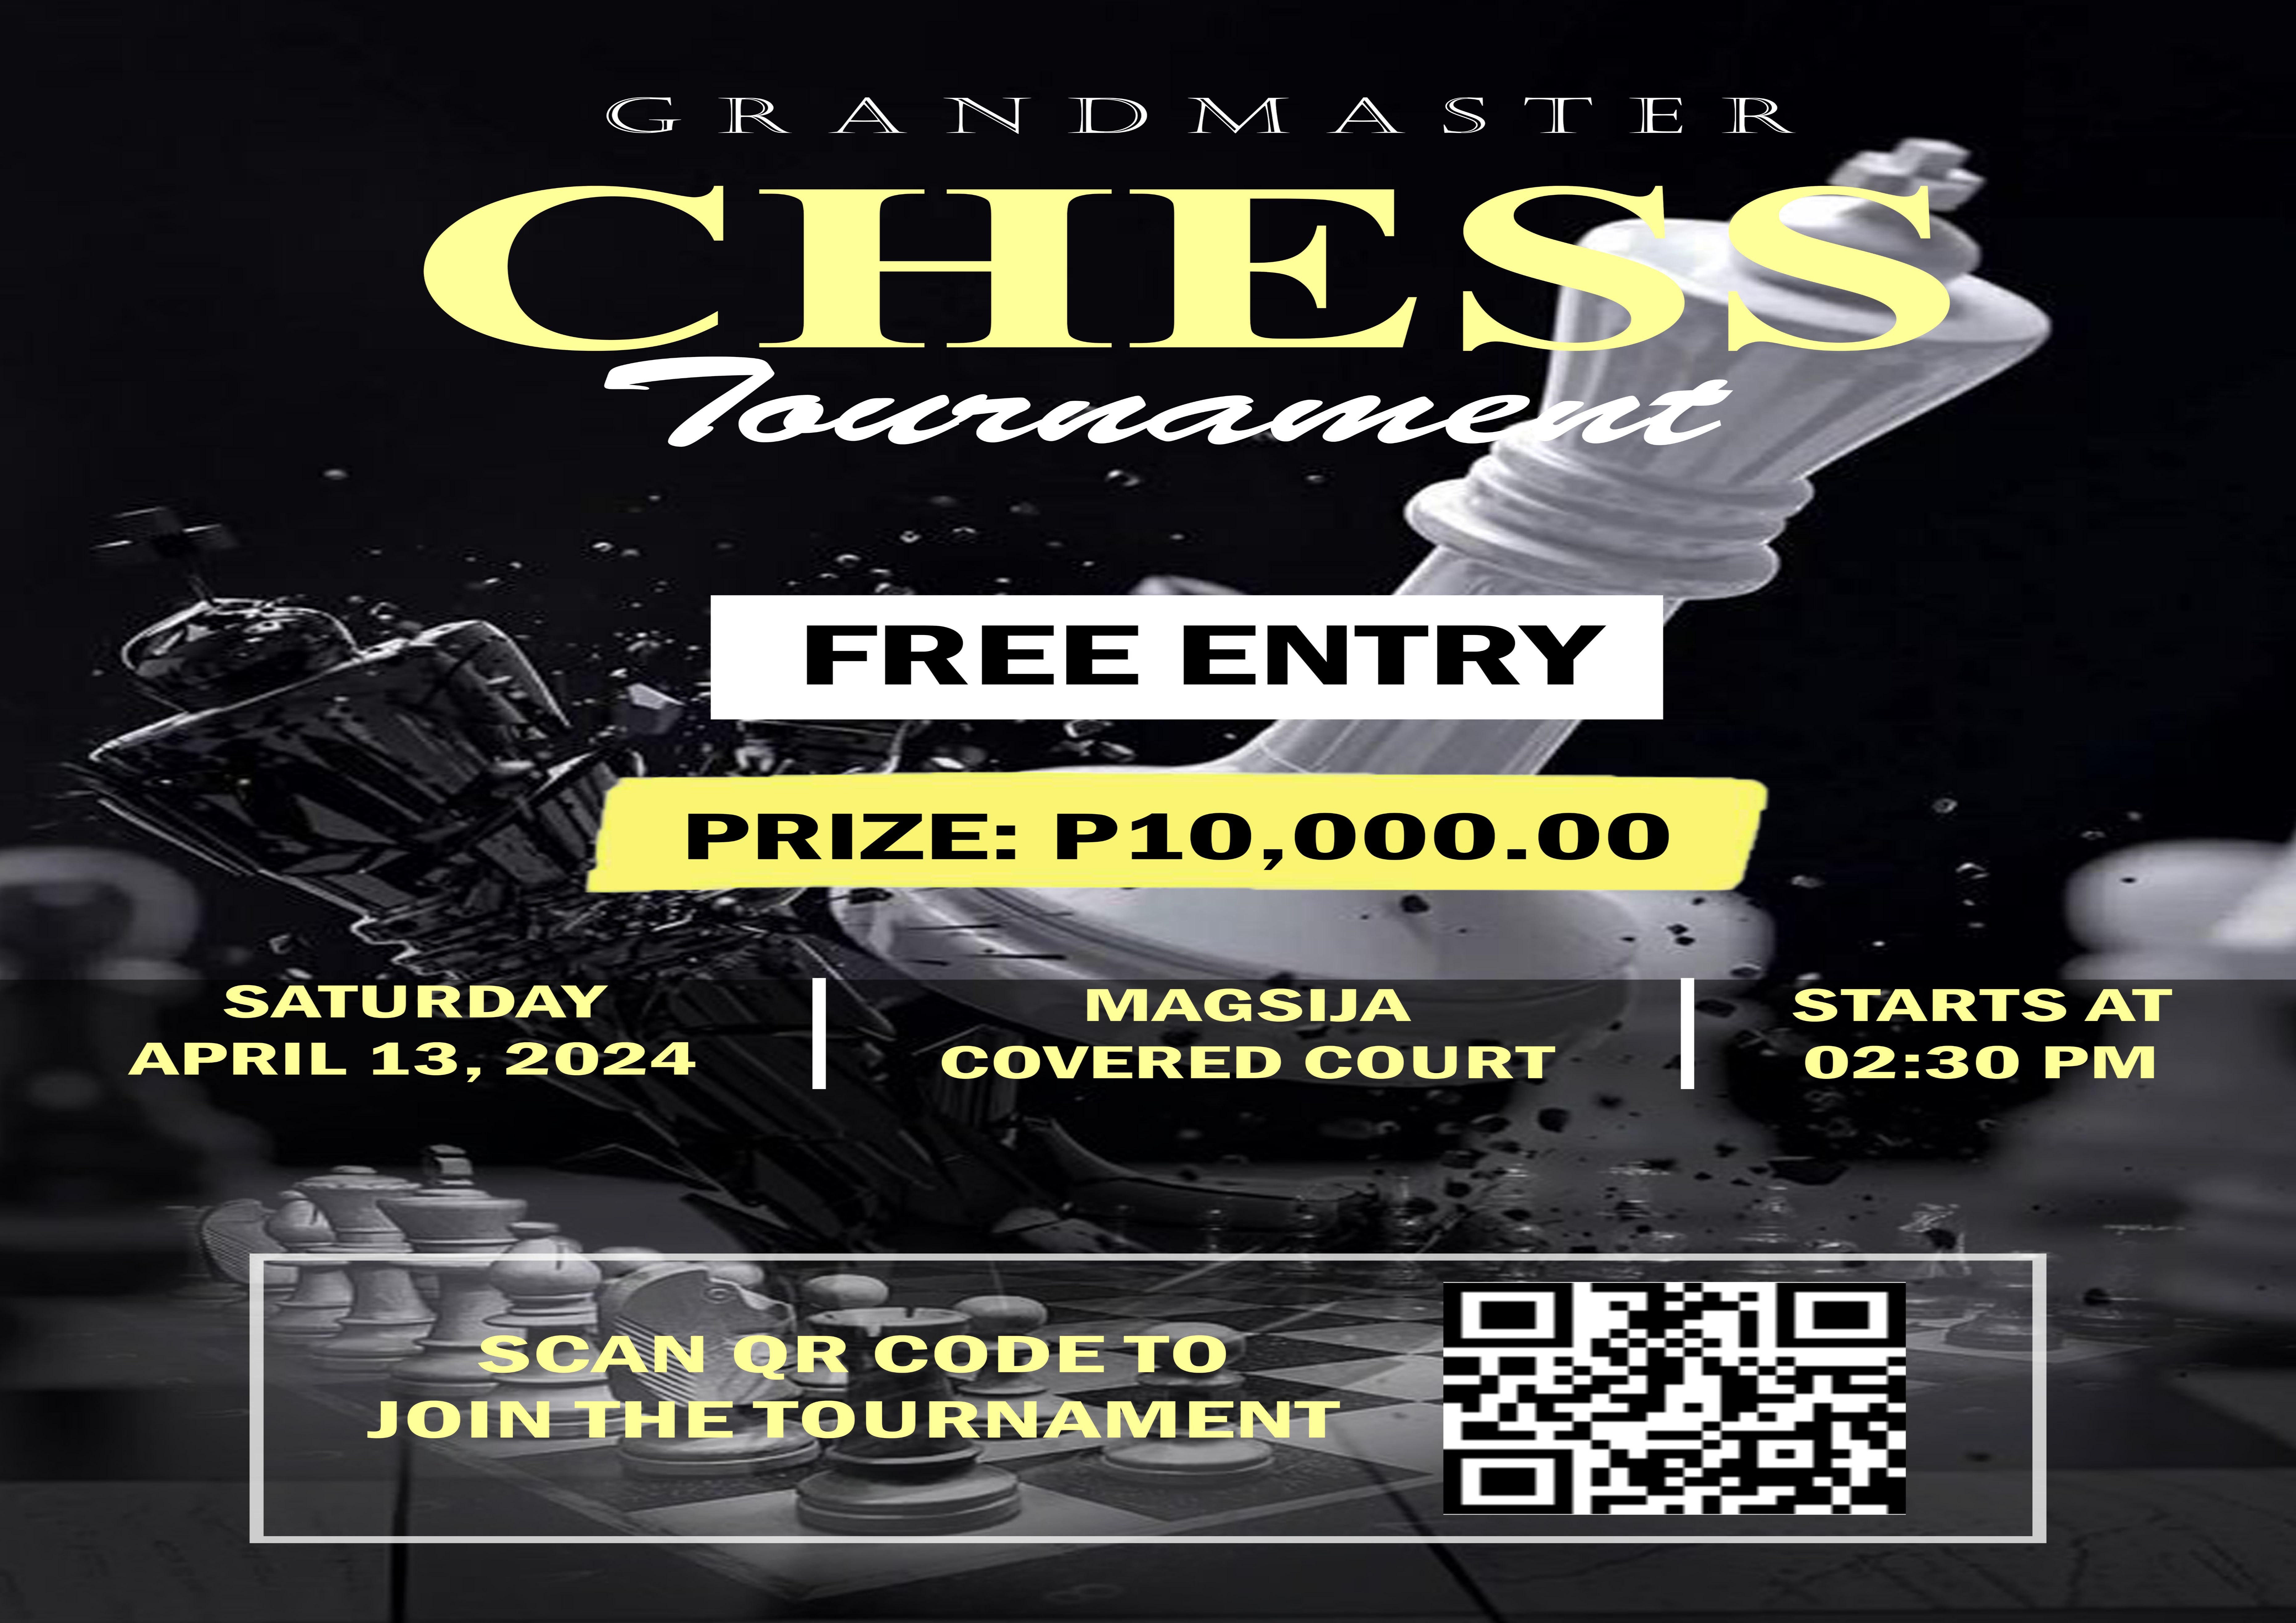 GRANDMASTER
CHESS
Tournament
FREE ENTRY
PRIZE: P10,000.00
SATURDAY
APRIL 13, 2024
MAGSIJA
COVERED COURT
STARTS AT
02:30 PM
SCAN QR CODE TO
JOIN THE TOURNAMENT